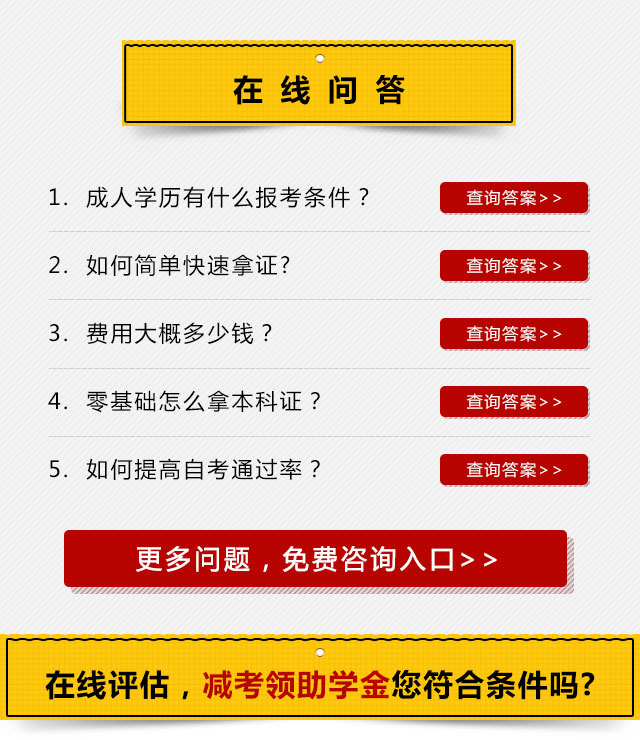 在线问答
1. 成人学历有什么报考条件？
查询答案>>
2. 如何简单快速拿证?
查询答案>>
3. 费用大概多少钱？
查询答案>>
4. 零基础怎么拿本科证？
查询答案>>
5. 如何提高自考通过率？
查询答案>>
更多问题，免费咨询入口>>
在线评估，减考领助学金您符合条件吗?